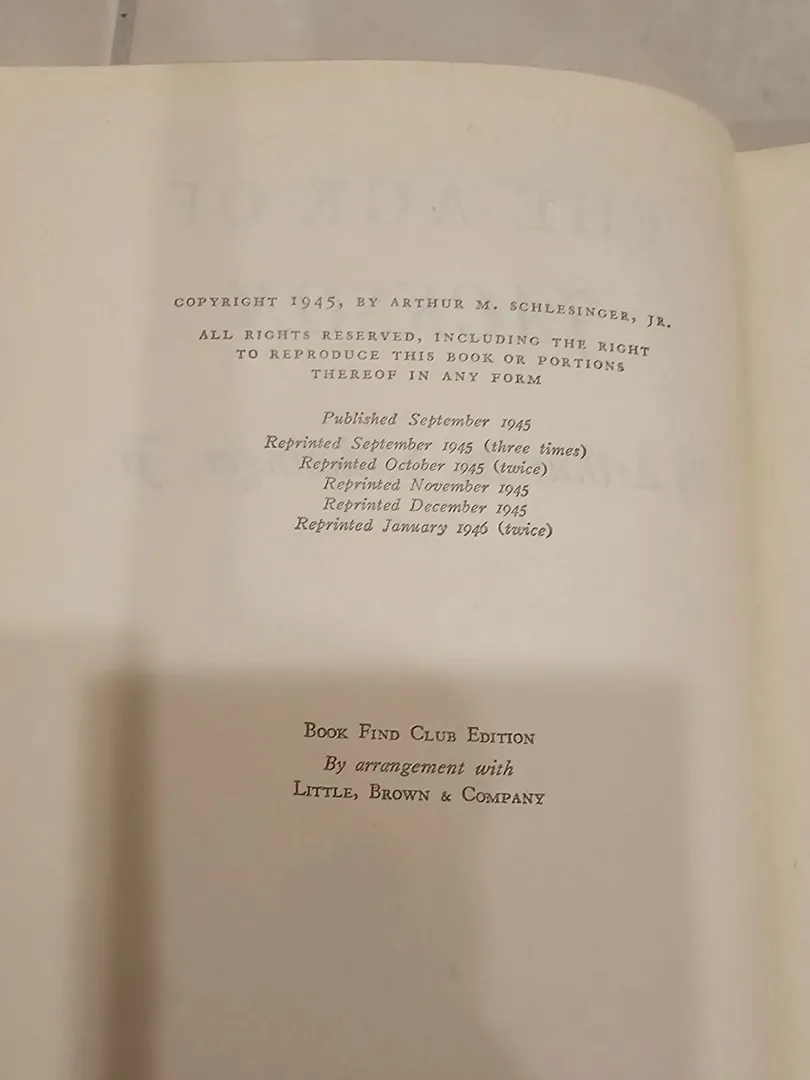 COPYRIGHT 1945, BY ARTHUR M. SCHLESINGER, JR.
ALL RIGHTS RESERVED, INCLUDING THE RIGHT
TO REPRODUCE THIS BOOK OR PORTIONS
THEREOF IN ANY FORM
Published September 1945
Reprinted September 1945 (three times)
Reprinted October 1945 (twice)
Reprinted November 1945
Reprinted December 1945
Reprinted January 1946 (twice)
BOOK FIND CLUB EDITION
By arrangement with
LITTLE, BROWN & COMPANY